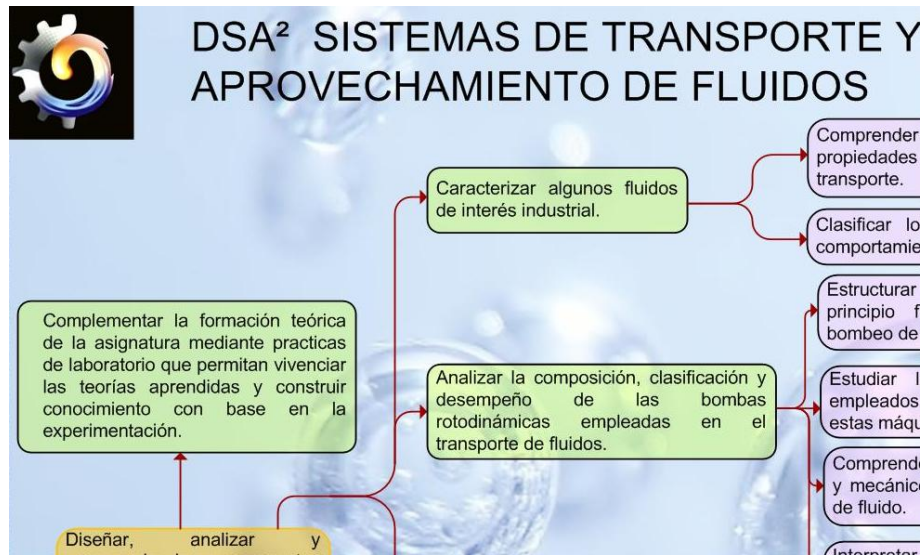 DSA² SISTEMAS DE TRANSPORTE Y
APROVECHAMIENTO DE FLUIDOS
Comprender
propiedades
transporte.
Caracterizar algunos fluidos
de interés industrial.
Clasificar lo
comportamie
Estructurar
principio f
bombeo de
Complementar la formación teórica
de la asignatura mediante practicas
de laboratorio que permitan vivenciar
las teorías aprendidas y construir
conocimiento con base en la
experimentación.
Analizar la composición, clasificación y
desempeño de las bombas
rotodinámicas empleadas en el
transporte de fluidos.
Estudiar l
empleados
estas máqu
Comprende
y mecánico
de fluido.
Diseñar, analizar y
Interpretar